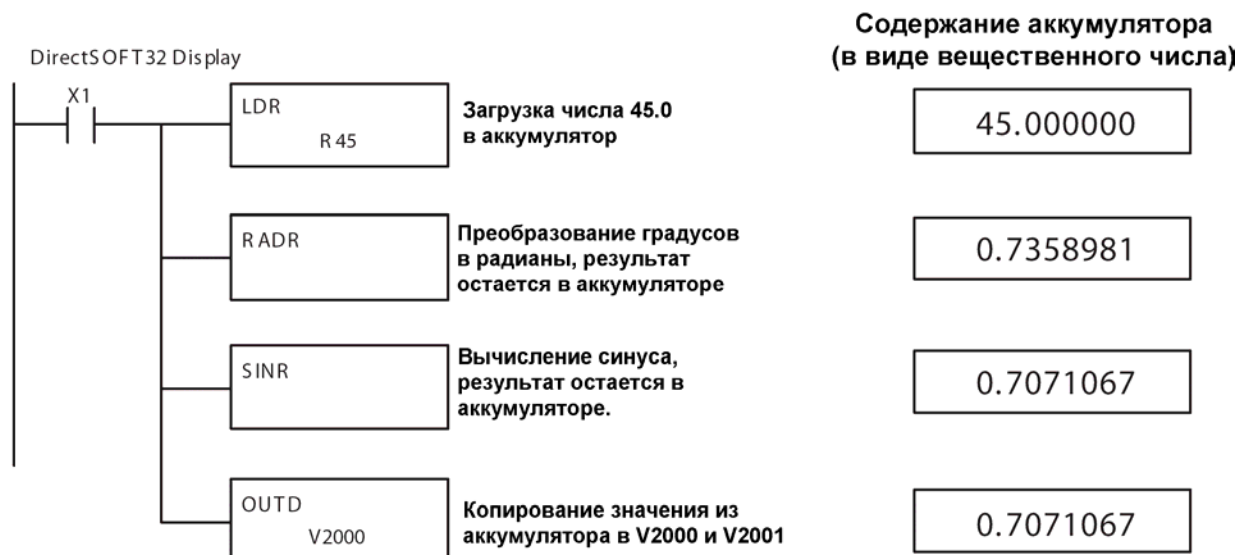 Содержание аккумулятора
(в виде вещественного числа)
DirectSOFT32 Display
X1
LDR
R 45
Загрузка числа 45.0
в аккумулятор
45.000000
RADR
Преобразование градусов
в радианы, результат
остается в аккумуляторе
0.7358981
SINR
Вычисление синуса,
результат остается в
аккумуляторе.
0.7071067
OUTD
V2000
Копирование значения из
аккумулятора в V2000 и V2001
0.7071067